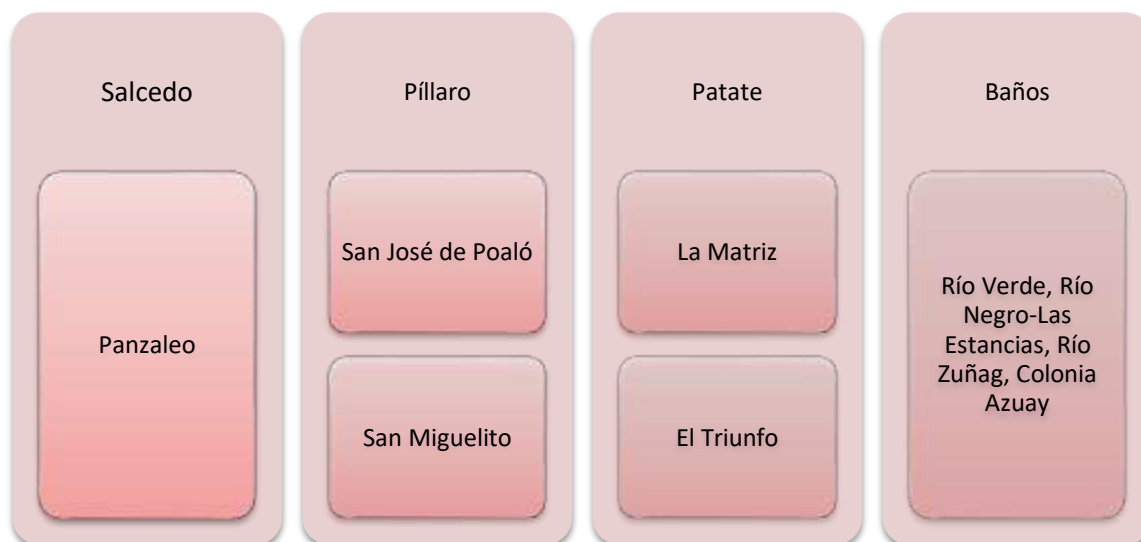 Salcedo
Panzaleo
Píllaro
San José de Poaló
San Miguelito
Patate
La Matriz
El Triunfo
Baños
Río Verde, Río
Negro-Las
Estancias, Río
Zuñag, Colonia
Azuay